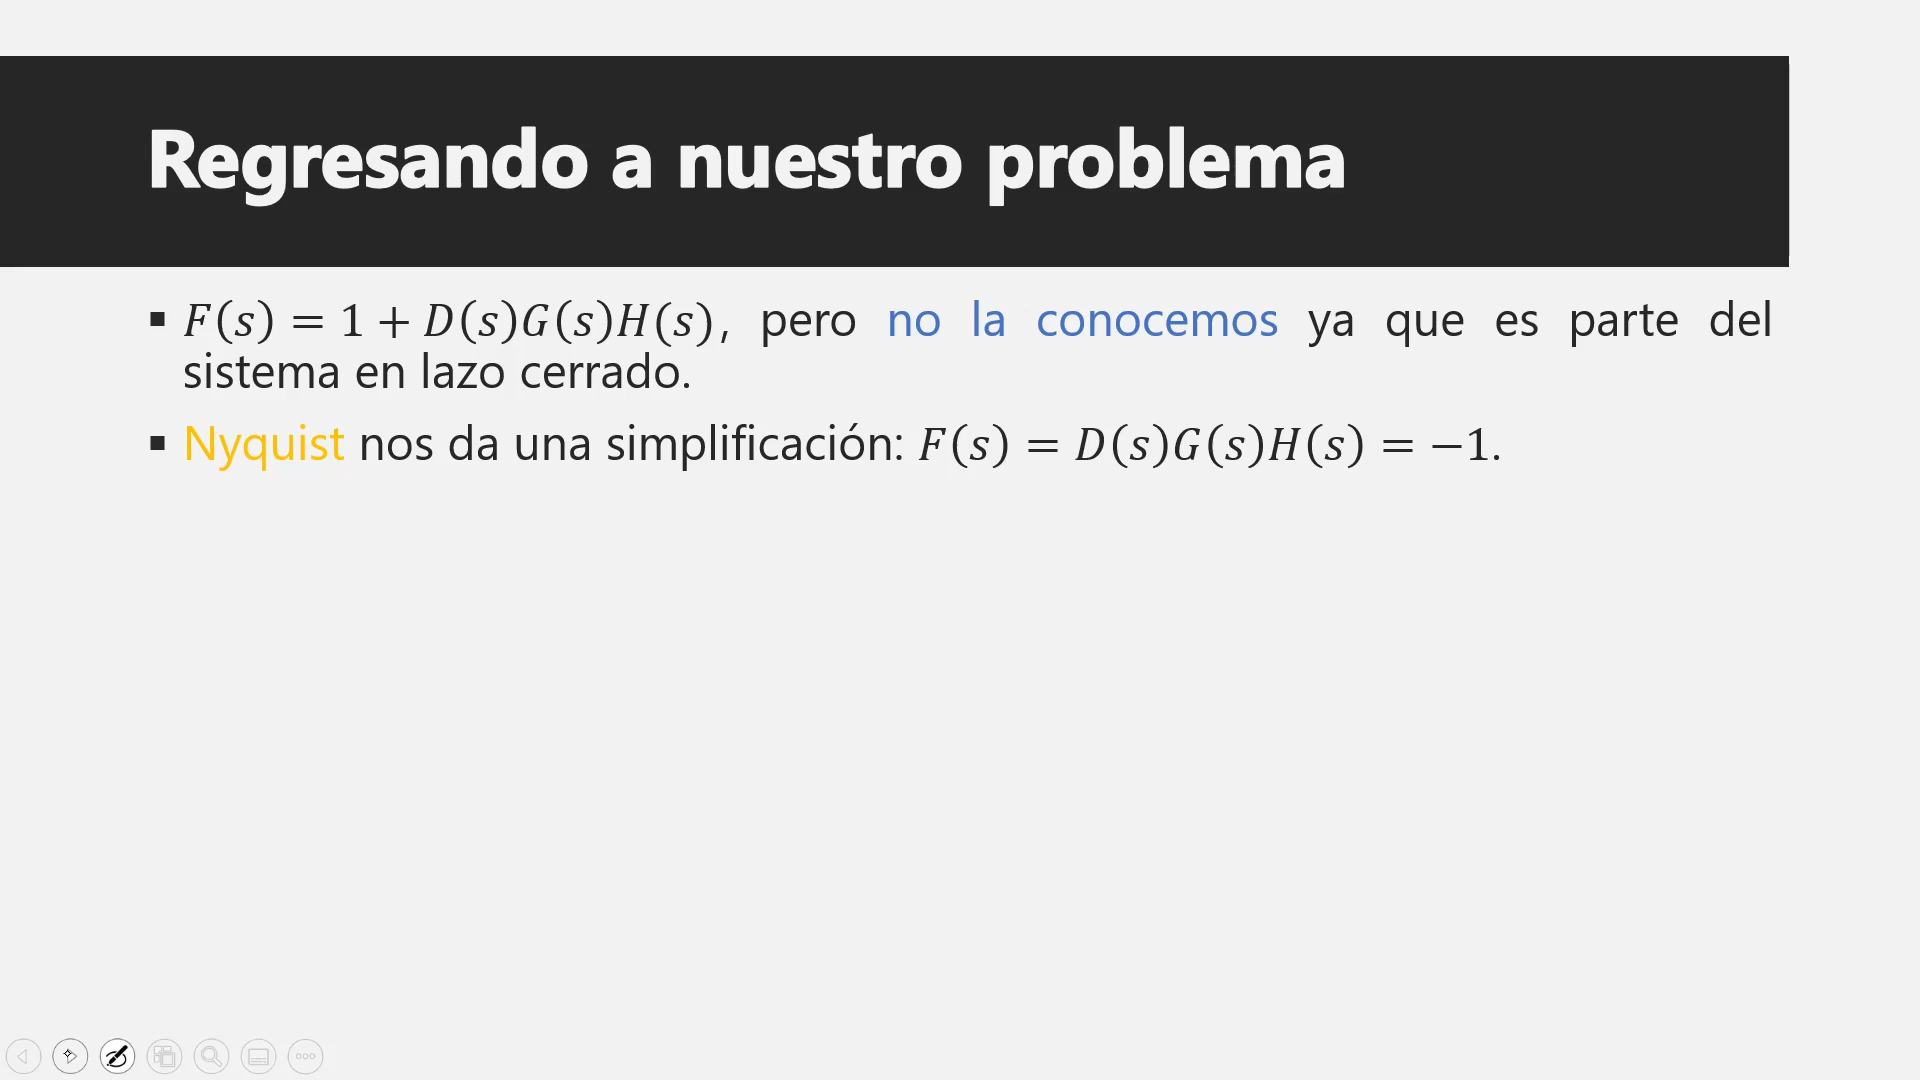 Regresando a nuestro problema
▪ F(s) = 1 + D(s)G(s)H(s), pero no la conocemos ya que es parte del
sistema en lazo cerrado.
▪ Nyquist nos da una simplificación: F(s) = D(s)G(s)H(s) = −1.